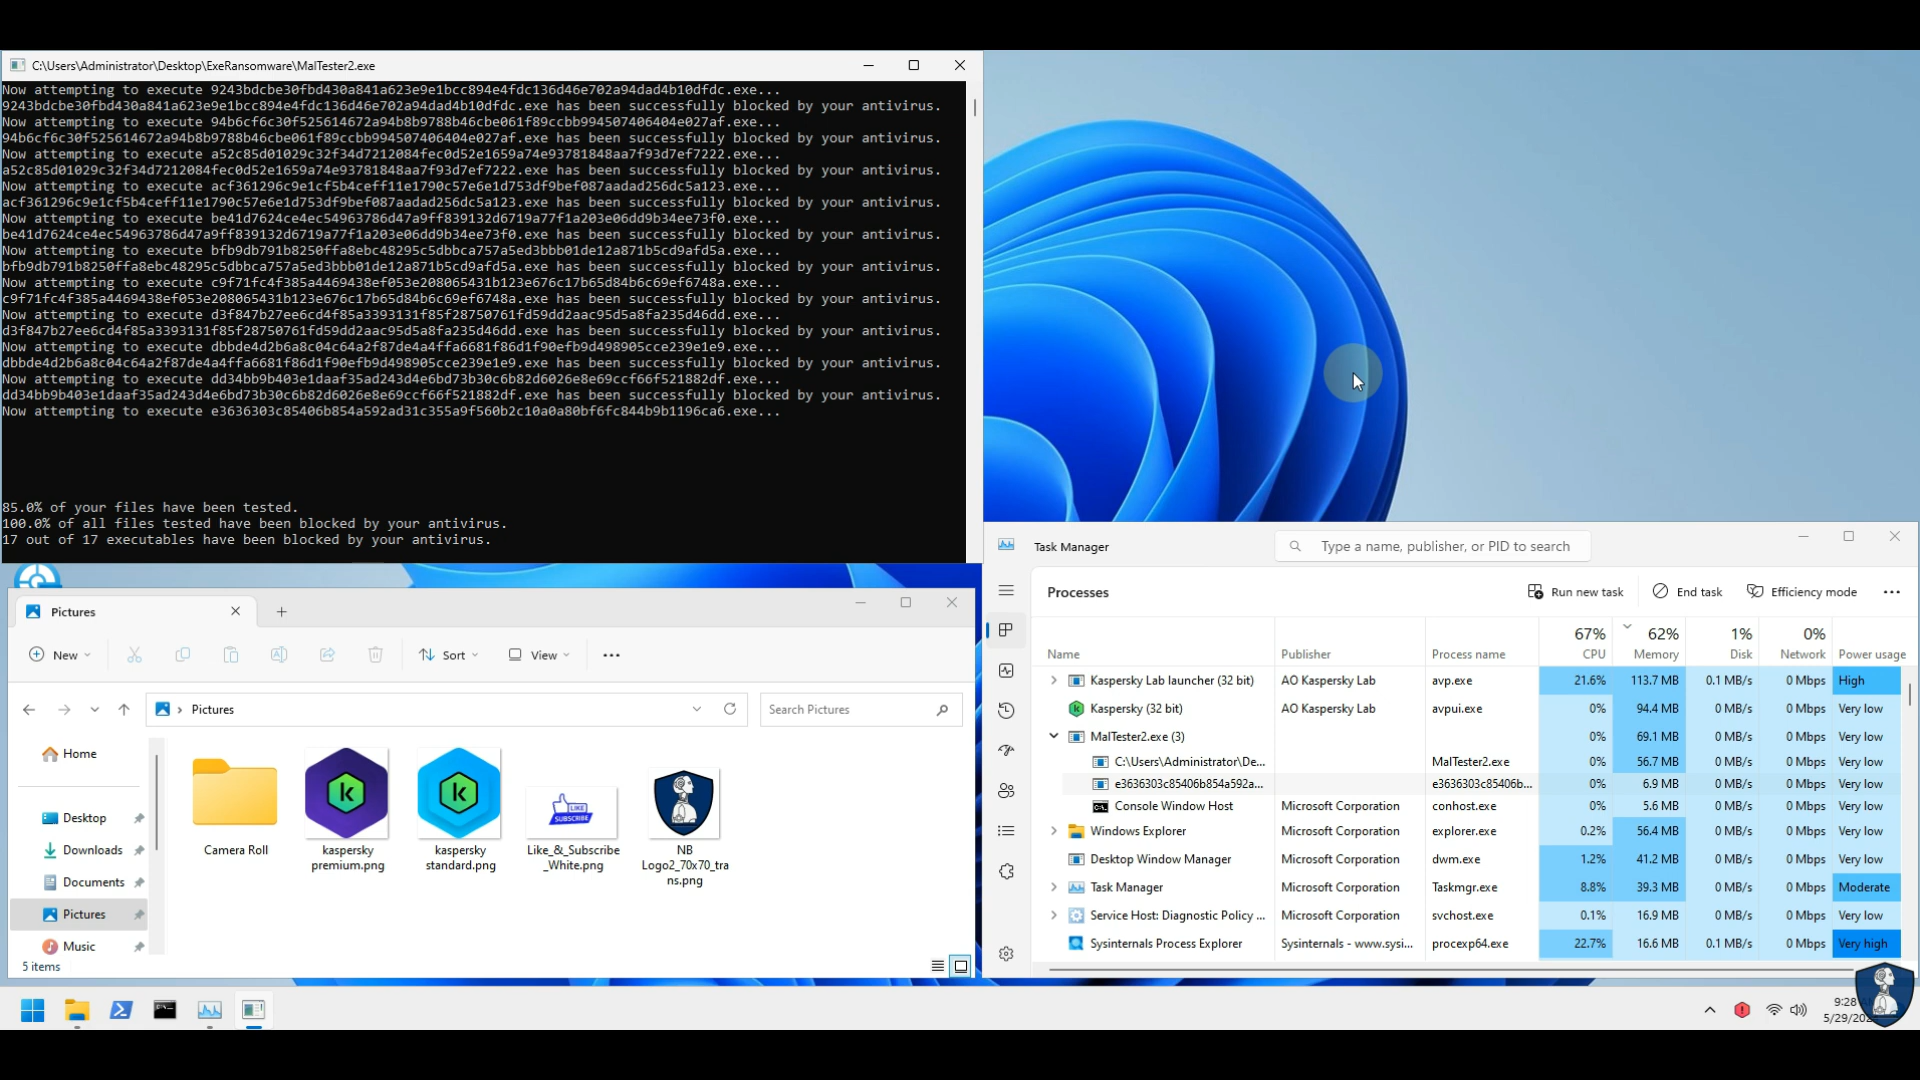 C:\Users\Administrator\Desktop\ExeRansomware\MalTester2.exe
Now attempting to execute 9243bdcbe30fbd430a841a623e9e1bcc894e4fdc136d46e702a94dad4b10dfdc.exe...
9243bdcbe30fbd430a841a623e9e1bcc894e4fdc136d46e702a94dad4b10dfdc.exe has been successfully blocked by your antivirus.
Now attempting to execute 94b6cf6c30f525614672a94b8b9788b46cbe061f89ccbb994507406404e027af.exe...
94b6cf6c30f525614672a94b8b9788b46cbe061f89ccbb994507406404e027af.exe has been successfully blocked by your antivirus.
Now attempting to execute a52c85d01029c32f34d7212084fec0d52e1659a74e93781848aa7f93d7ef7222.exe...
a52c85d01029c32f34d7212084fec0d52e1659a74e93781848aa7f93d7ef7222.exe has been successfully blocked by your antivirus.
Now attempting to execute acf361296c9e1cf5b4ceff11e1790c57e6e1d753df9bef087aadad256dc5a123.exe...
acf361296c9e1cf5b4ceff11e1790c57e6e1d753df9bef087aadad256dc5a123.exe has been successfully blocked by your antivirus.
Now attempting to execute be41d7624ce4ec54963786d47a9ff839132d6719a77f1a203e06dd9b34ee73f0.exe...
be41d7624ce4ec54963786d47a9ff839132d6719a77f1a203e06dd9b34ee73f0.exe has been successfully blocked by your antivirus.
Now attempting to execute bfb9db791b8250ffa8ebc48295c5dbbca757a5ed3bbb01de12a871b5cd9afd5a.exe...
bfb9db791b8250ffa8ebc48295c5dbbca757a5ed3bbb01de12a871b5cd9afd5a.exe has been successfully blocked by your antivirus.
Now attempting to execute c9f71fc4f385a4469438ef053e208065431b123e676c17b65d84b6c69ef6748a.exe...
c9f71fc4f385a4469438ef053e208065431b123e676c17b65d84b6c69ef6748a.exe has been successfully blocked by your antivirus.
Now attempting to execute d3f847b27ee6cd4f85a3393131f85f28750761fd59dd2aac95d5a8fa235d46dd.exe...
d3f847b27ee6cd4f85a3393131f85f28750761fd59dd2aac95d5a8fa235d46dd.exe has been successfully blocked by your antivirus.
Now attempting to execute dbbde4d2b6a8c04c64a2f87de4a4ffa6681f86d1f90efb9d498905cce239e1e9.exe...
dbbde4d2b6a8c04c64a2f87de4a4ffa6681f86d1f90efb9d498905cce239e1e9.exe has been successfully blocked by your antivirus.
Now attempting to execute dd34bb9b403e1daaf35ad243d4e6bd73b30c6b82d6026e8e69ccf66f521882df.exe...
dd34bb9b403e1daaf35ad243d4e6bd73b30c6b82d6026e8e69ccf66f521882df.exe has been successfully blocked by your antivirus.
Now attempting to execute e3636303c85406b854a592ad31c355a9f560b2c10a0a80bf6fc844b9b1196ca6.exe...
85.0% of your files have been tested.
100.0% of all files tested have been blocked by your antivirus.
17 out of 17 executables have been blocked by your antivirus.
Pictures
New
Sort
View
Pictures
Search Pictures
Home
Desktop
Downloads
Documents
Pictures
Music
Camera Roll
kaspersky
premium.png
kaspersky
standard.png
LIKE
SUBSCRIBE
Like_&_Subscribe
_White.png
NB
Logo2_70x70_tra
ns.png
5 items
Task Manager
Type a name, publisher, or PID to search
Processes
Run new task
End task
Efficiency mode
67% 62% 1% 0%
Name Publisher Process name CPU Memory Disk Network Power usage
Kaspersky Lab launcher (32 bit) AO Kaspersky Lab avp.exe 21.6% 113.7 MB 0.1 MB/s 0 Mbps High
Kaspersky (32 bit) AO Kaspersky Lab avpui.exe 0% 94.4 MB 0 MB/s 0 Mbps Very low
MalTester2.exe (3) 0% 69.1 MB 0 MB/s 0 Mbps Very low
C:\Users\Administrator\De... MalTester2.exe 0% 56.7 MB 0 MB/s 0 Mbps Very low
e3636303c85406b854a592a... e3636303c85406b... 0% 6.9 MB 0 MB/s 0 Mbps Very low
Console Window Host Microsoft Corporation conhost.exe 0% 5.6 MB 0 MB/s 0 Mbps Very low
Windows Explorer Microsoft Corporation explorer.exe 0.2% 56.4 MB 0 MB/s 0 Mbps Very low
Desktop Window Manager Microsoft Corporation dwm.exe 1.2% 41.2 MB 0 MB/s 0 Mbps Very low
Task Manager Microsoft Corporation Taskmgr.exe 8.8% 39.3 MB 0 MB/s 0 Mbps Moderate
Service Host: Diagnostic Policy ... Microsoft Corporation svchost.exe 0.1% 16.9 MB 0 MB/s 0 Mbps Very low
Sysinternals Process Explorer Sysinternals - www.sysi... procexp64.exe 22.7% 16.6 MB 0.1 MB/s 0 Mbps Very high
9:28
5/29/20